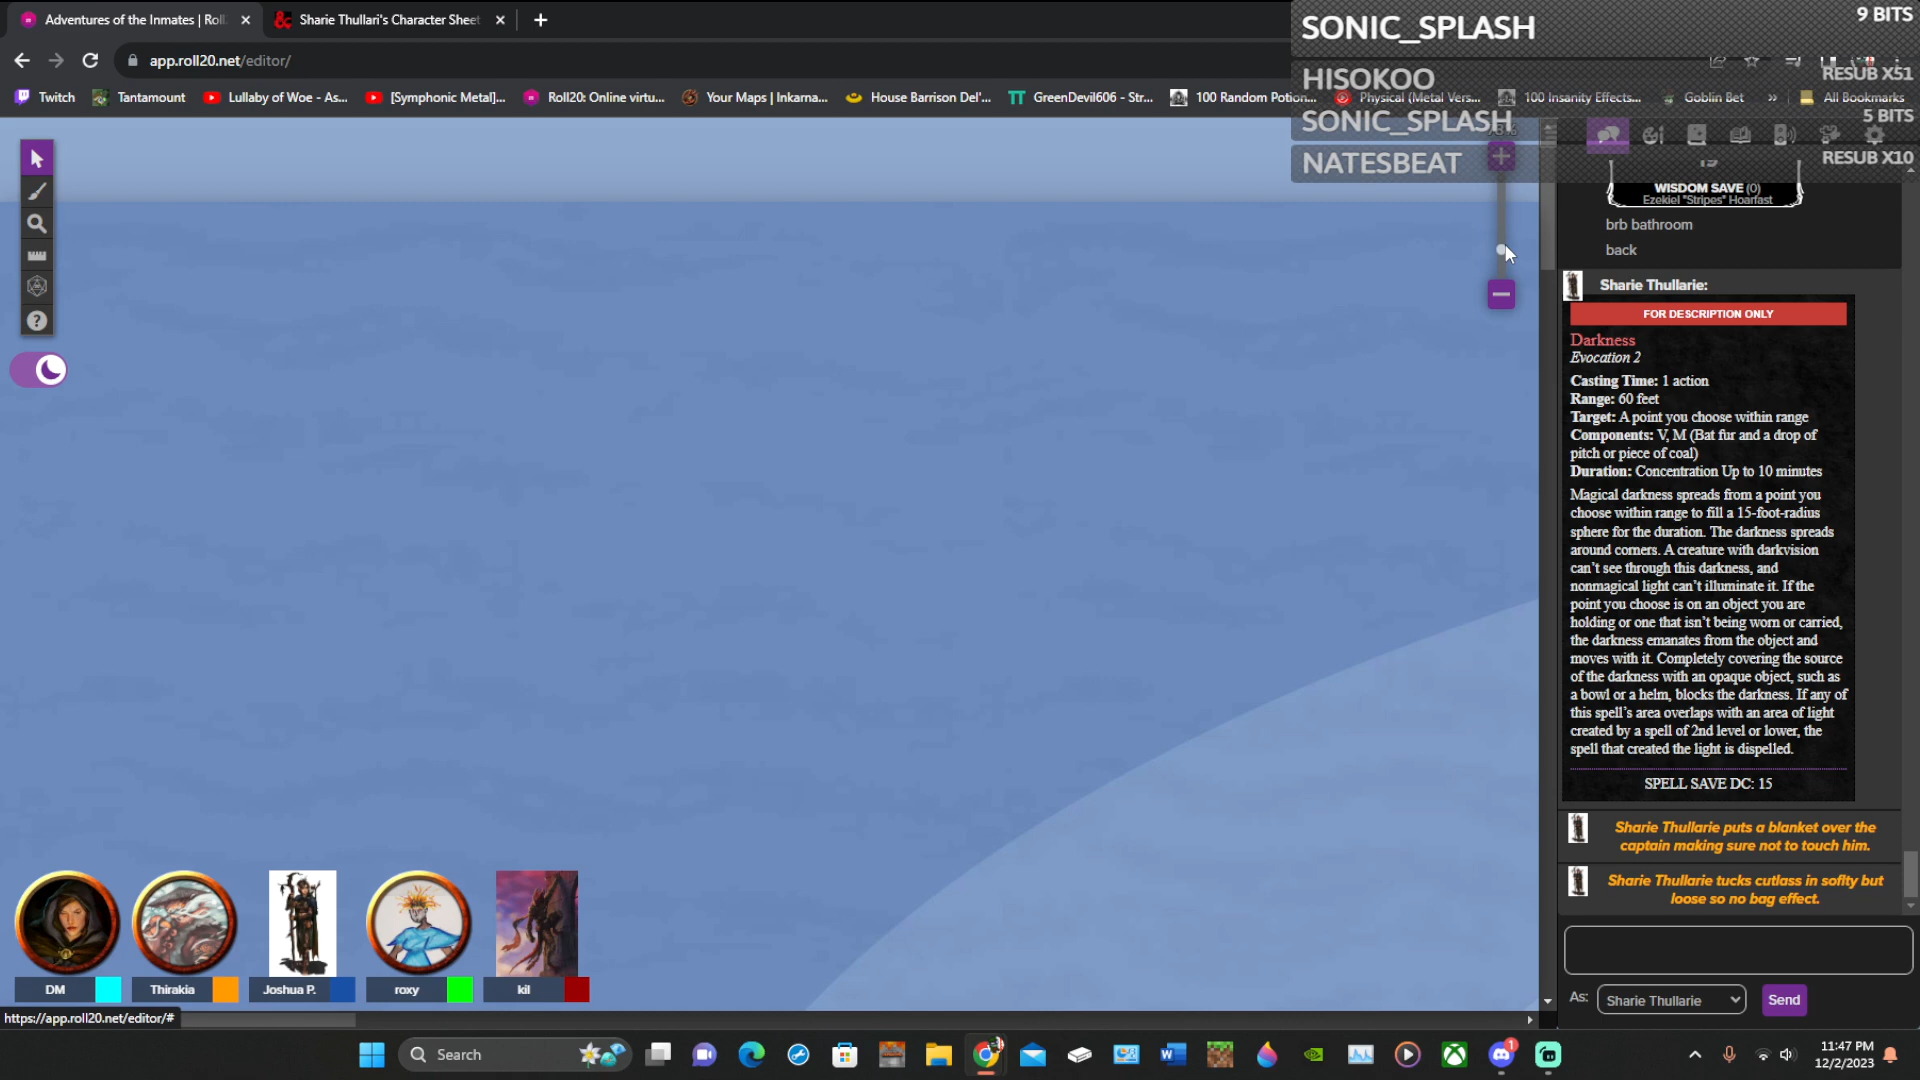 Adventures of the Inmates | Roll
Sharie Thullari's Character Sheet
SONIC_SPLASH
9 BITS
app.roll20.net/editor/
HISOKOO
RESUB X51
Twitch
Tantamount
Lullaby of Woe - As...
[Symphonic Metal]...
Roll20: Online virtu...
Your Maps | Inkarna...
House Barrison Del'...
GreenDevil606 - Str...
100 Random Potion...
Physical (Metal Vers...
100 Insanity Effects...
Goblin Bet
»
All Bookmarks
SONIC_SPLASH
5 BITS
NATESBEAT
RESUB X10
WISDOM SAVE (0)
Ezekiel "Stripes" Hoarfast
brb bathroom
back
Sharie Thullarie:
FOR DESCRIPTION ONLY
Darkness
Evocation 2
Casting Time: 1 action
Range: 60 feet
Target: A point you choose within range
Components: V, M (Bat fur and a drop of
pitch or piece of coal)
Duration: Concentration Up to 10 minutes
Magical darkness spreads from a point you
choose within range to fill a 15-foot-radius
sphere for the duration. The darkness spreads
around corners. A creature with darkvision
can't see through this darkness, and
nonmagical light can't illuminate it. If the
point you choose is on an object you are
holding or one that isn't being worn or carried,
the darkness emanates from the object and
moves with it. Completely covering the source
of the darkness with an opaque object, such as
a bowl or a helm, blocks the darkness. If any of
this spell's area overlaps with an area of light
created by a spell of 2nd level or lower, the
spell that created the light is dispelled.
SPELL SAVE DC: 15
Sharie Thullarie puts a blanket over the
captain making sure not to touch him.
Sharie Thullarie tucks cutlass in soflty but
loose so no bag effect.
DM
Thirakia
Joshua P.
roxy
kil
As:
Sharie Thullarie
Send
https://app.roll20.net/editor/#
Search
1
11:47 PM
12/2/2023